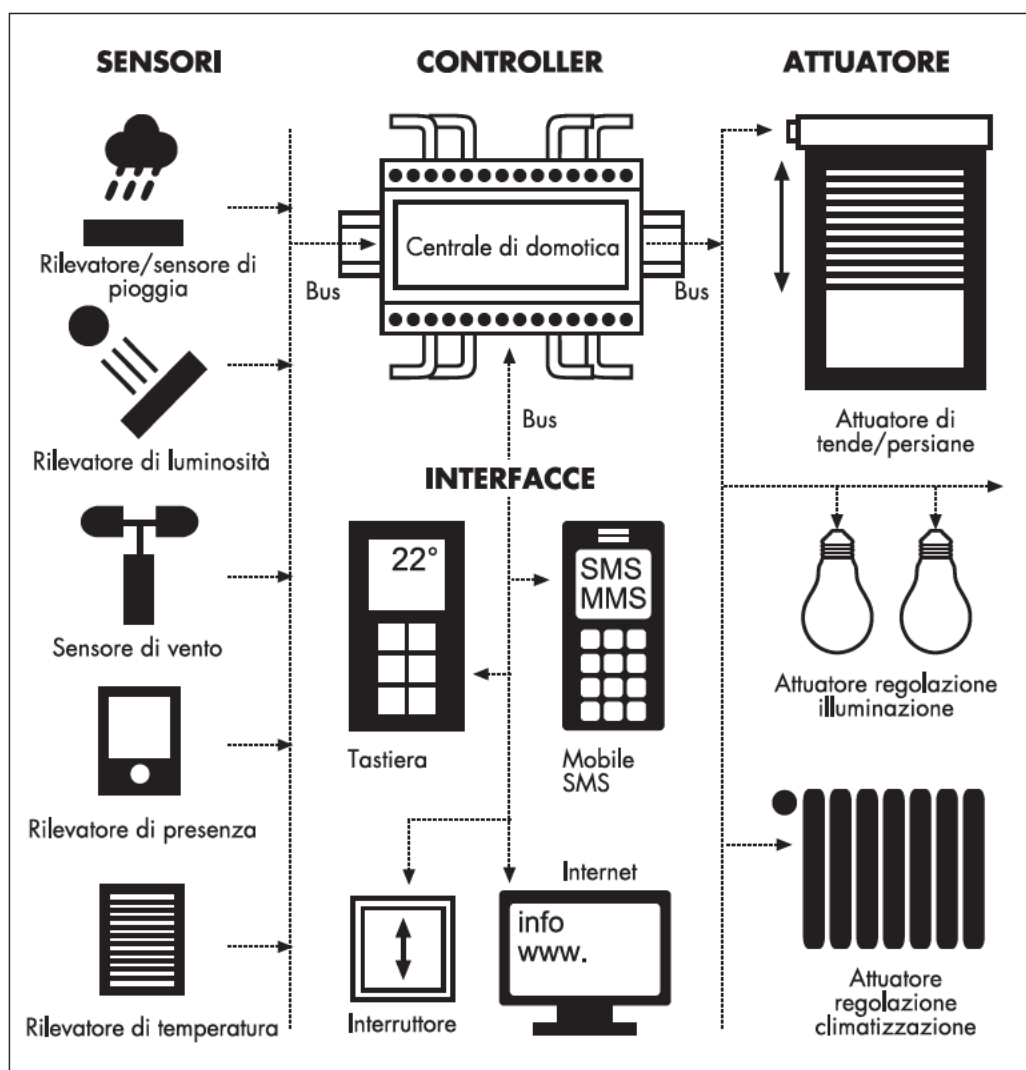 SENSORI
CONTROLLER
ATTUATORE
Rilevatore/sensore di
pioggia
Rilevatore di luminosità
Sensore di vento
Rilevatore di presenza
Rilevatore di temperatura
Bus
Centrale di domotica
Bus
Bus
INTERFACCE
22°
Tastiera
SMS
MMS
Mobile
SMS
Interruttore
Internet
info
www.
Attuatore di
tende/persiane
Attuatore regolazione
illuminazione
Attuatore
regolazione
climatizzazione